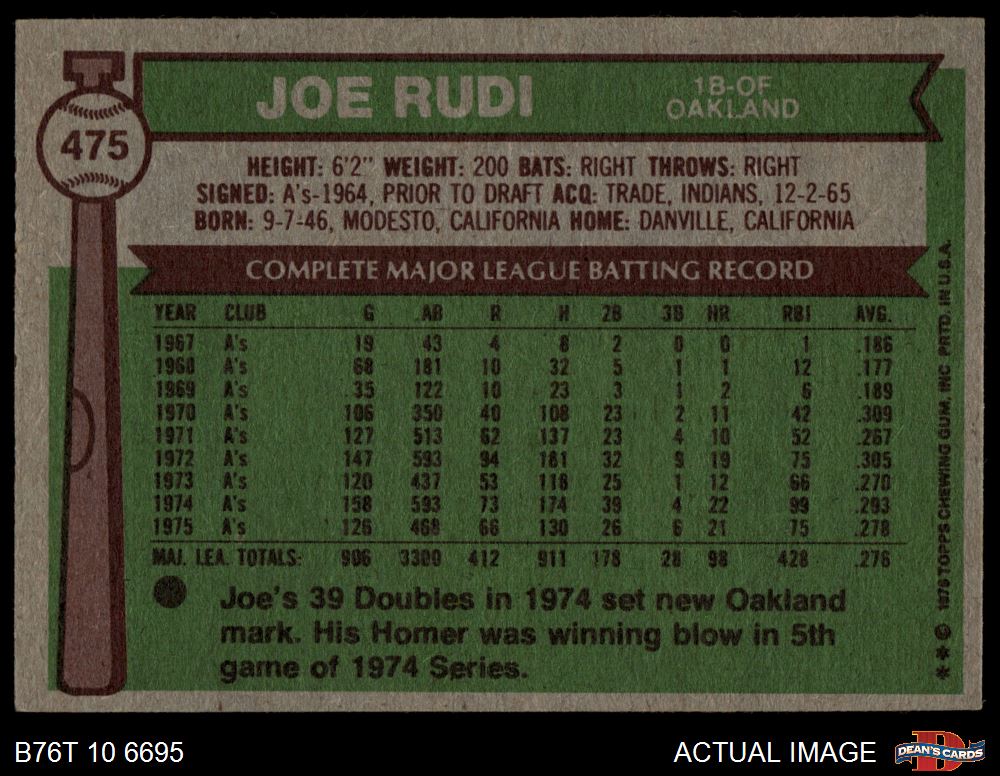 JOE RUDI
1B-OF
OAKLAND
475
HEIGHT: 6'2" WEIGHT: 200 BATS: RIGHT THROWS: RIGHT
SIGNED: A's-1964, PRIOR TO DRAFT ACQ: TRADE, INDIANS, 12-2-65
BORN: 9-7-46, MODESTO, CALIFORNIA HOME: DANVILLE, CALIFORNIA
COMPLETE MAJOR LEAGUE BATTING RECORD
YEAR CLUB G AB R H 2B 3B HR RBI AVG.
1967 A's 19 43 4 8 2 0 0 1 .186
1968 A's 68 181 10 32 5 1 1 12 .177
1969 A's 35 122 10 23 3 1 2 6 .189
1970 A's 106 350 40 108 23 2 11 42 .309
1971 A's 127 513 62 137 23 4 10 52 .267
1972 A's 147 593 94 181 32 9 19 75 .305
1973 A's 120 437 53 118 25 1 12 66 .270
1974 A's 158 593 73 174 39 4 22 99 .293
1975 A's 126 468 66 130 26 6 21 75 .278
MAJ. LEA. TOTALS: 906 3300 412 911 178 28 98 428 .276
Joe's 39 Doubles in 1974 set new Oakland
mark. His Homer was winning blow in 5th
game of 1974 Series.
* * © 1976 TOPPS CHEWING GUM, INC. PRTD. IN U.S.A.
B76T 10 6695
ACTUAL IMAGE
DEAN'S CARDS